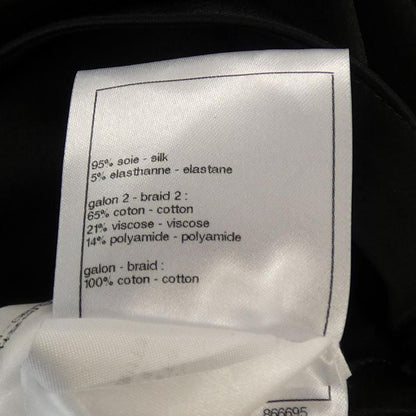 95% soie - silk
5% elasthanne - elastane
galon 2 - braid 2 :
65% coton - cotton
21% viscose - viscose
14% polyamide - polyamide
galon - braid :
100% coton - cotton
866695